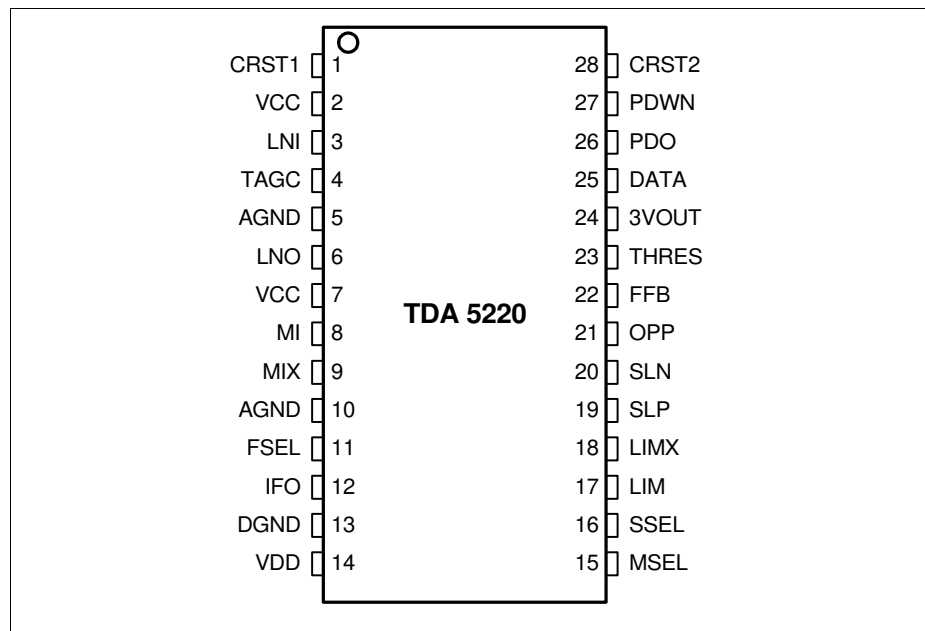 CRST1 1 28 CRST2
VCC 2 27 PDWN
LNI 3 26 PDO
TAGC 4 25 DATA
AGND 5 24 3VOUT
LNO 6 23 THRES
VCC 7 22 FFB
TDA 5220
MI 8 21 OPP
MIX 9 20 SLN
AGND 10 19 SLP
FSEL 11 18 LIMX
IFO 12 17 LIM
DGND 13 16 SSEL
VDD 14 15 MSEL